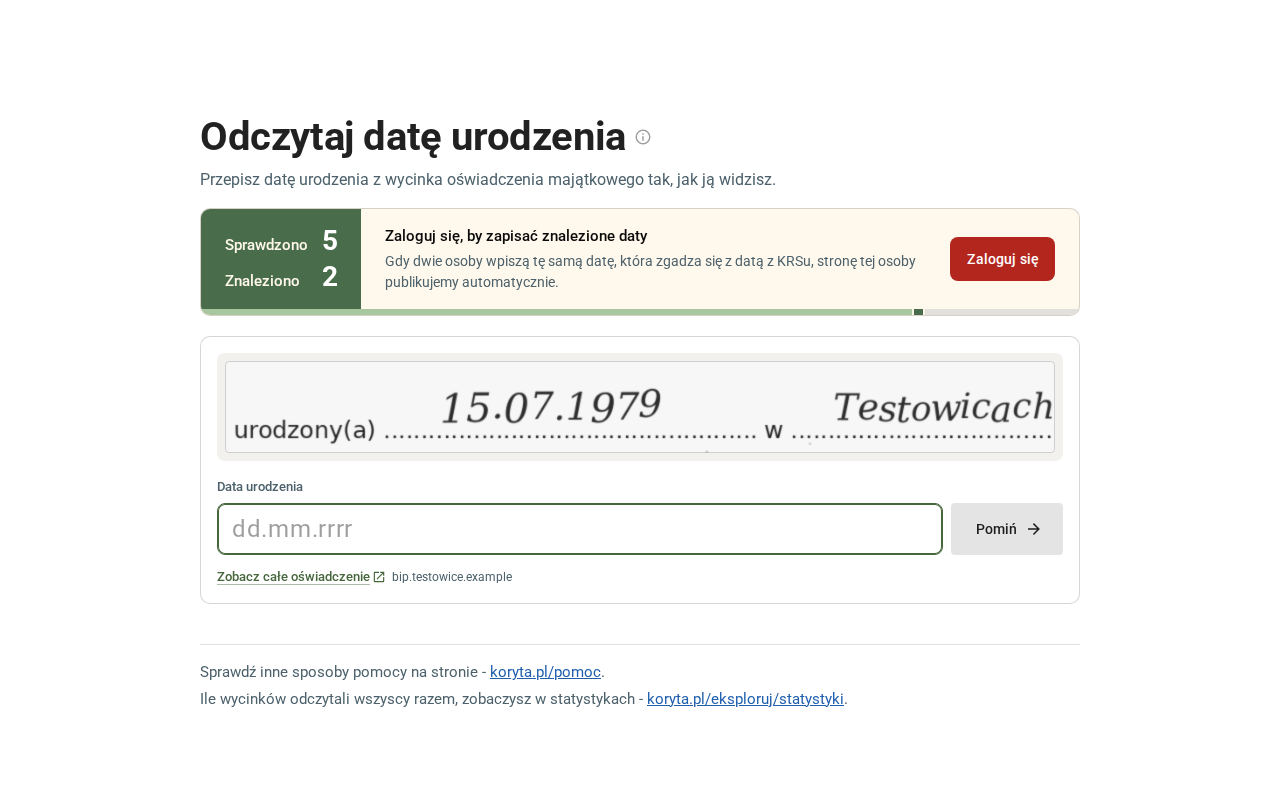 Odczytaj datę urodzenia
Przepisz datę urodzenia z wycinka oświadczenia majątkowego tak, jak ją widzisz.
Sprawdzono 5
Znaleziono 2
Zaloguj się, by zapisać znalezione daty
Gdy dwie osoby wpiszą tę samą datę, która zgadza się z datą z KRSu, stronę tej osoby
publikujemy automatycznie.
Zaloguj się
urodzony(a) 15.07.1979 w Testowicach
Data urodzenia
dd.mm.rrrr
Pomiń
Zobacz całe oświadczenie bip.testowice.example
Sprawdź inne sposoby pomocy na stronie - koryta.pl/pomoc.
Ile wycinków odczytali wszyscy razem, zobaczysz w statystykach - koryta.pl/eksploruj/statystyki.